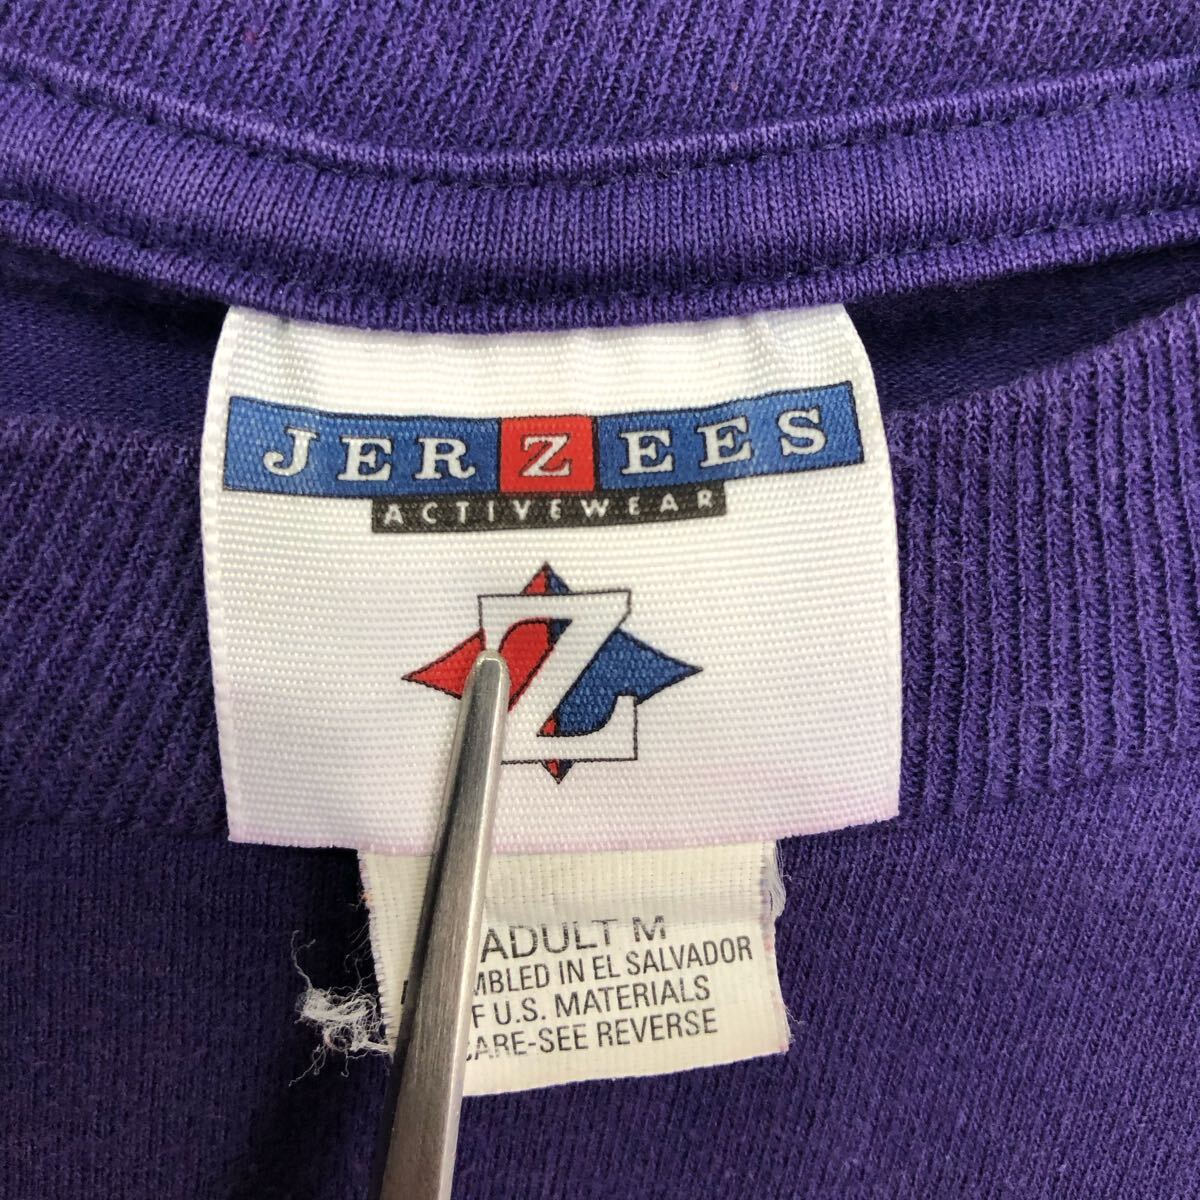 JERZEES
ACTIVEWEAR
Z
ADULT M
MBLED IN EL SALVADOR
F U.S. MATERIALS
CARE-SEE REVERSE